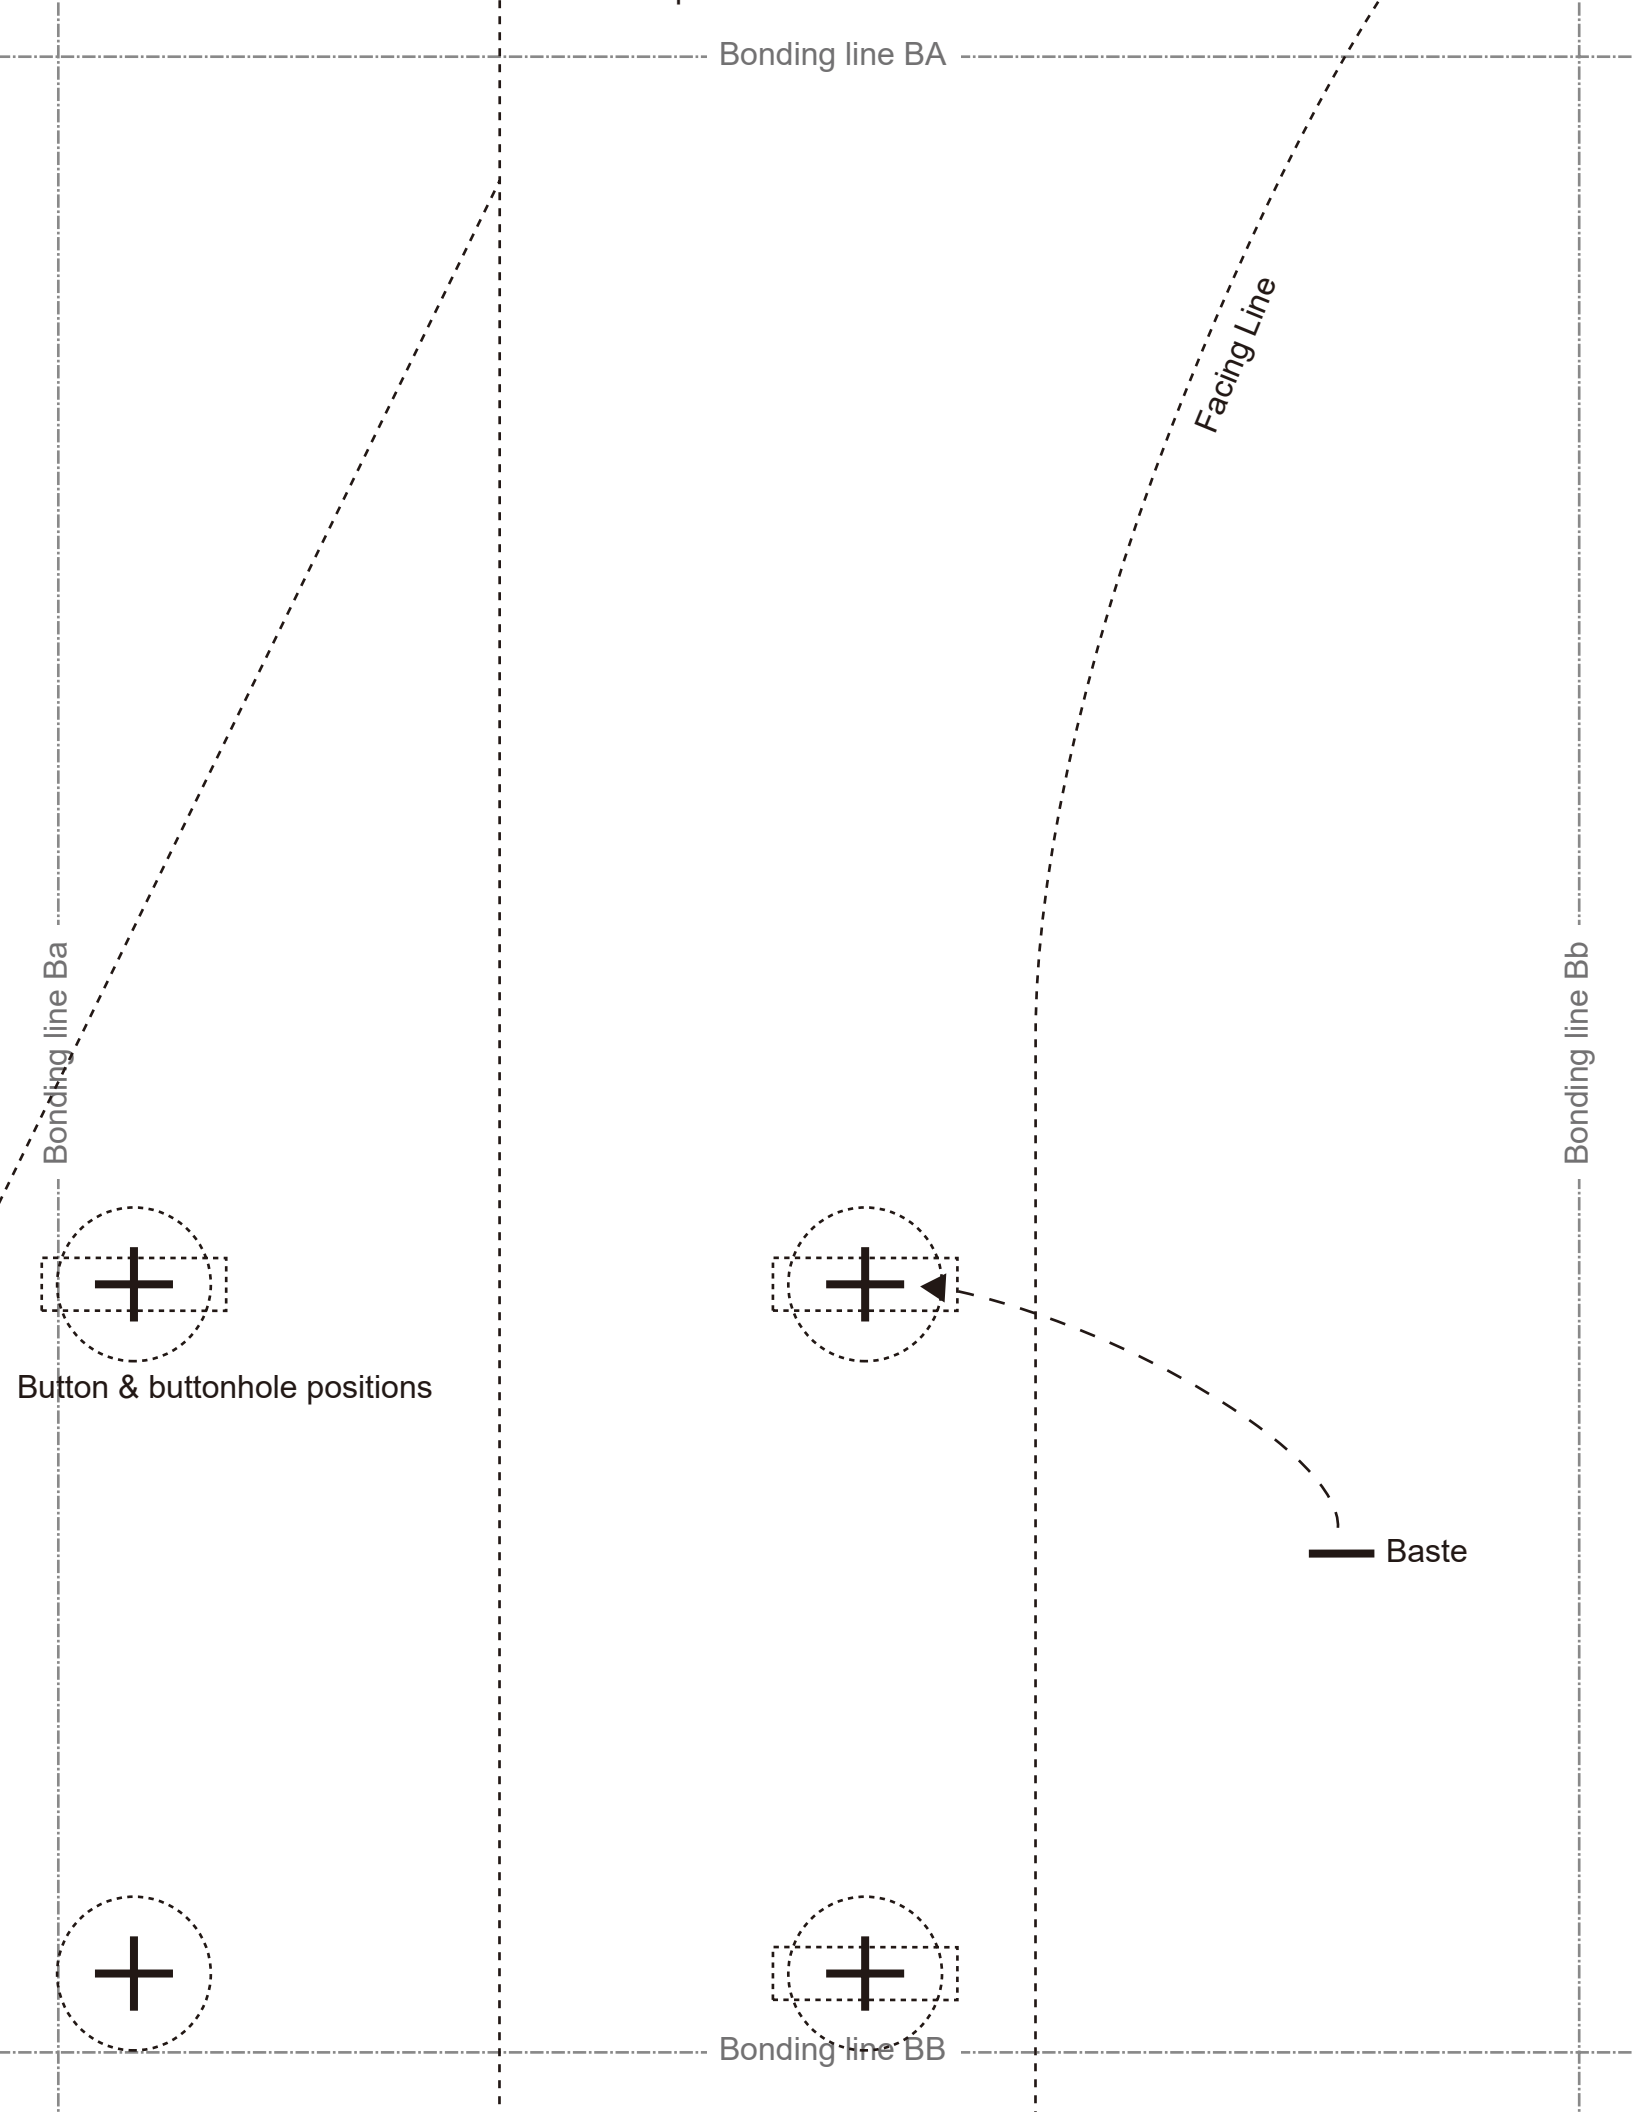 Bonding line BA
Facing Line
Bonding line Ba
Bonding line Bb
Button & buttonhole positions
Baste
Bonding line BB